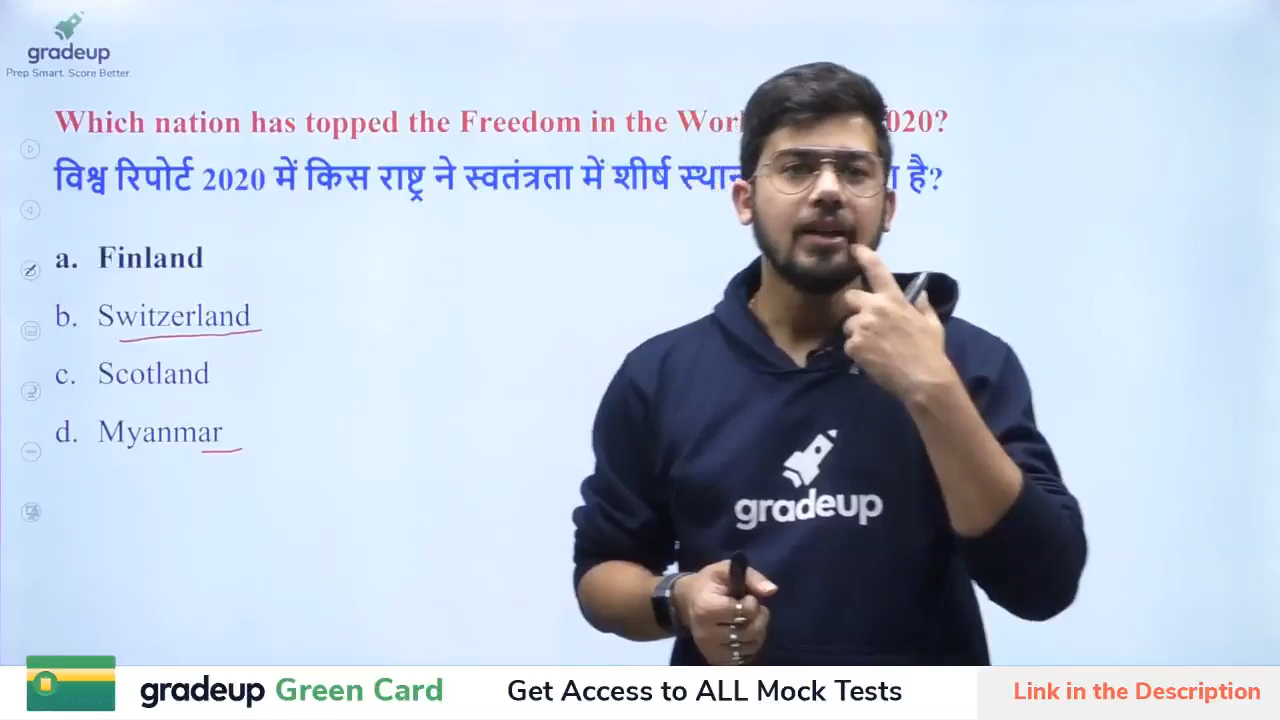 gradeup
Prep Smart. Score Better.
Which nation has topped the Freedom in the Worl 020?
विश्व रिपोर्ट 2020 में किस राष्ट्र ने स्वतंत्रता में शीर्ष स्थान है?
a. Finland
b. Switzerland
c. Scotland
d. Myanmar
gradeup
gradeup Green Card Get Access to ALL Mock Tests Link in the Description